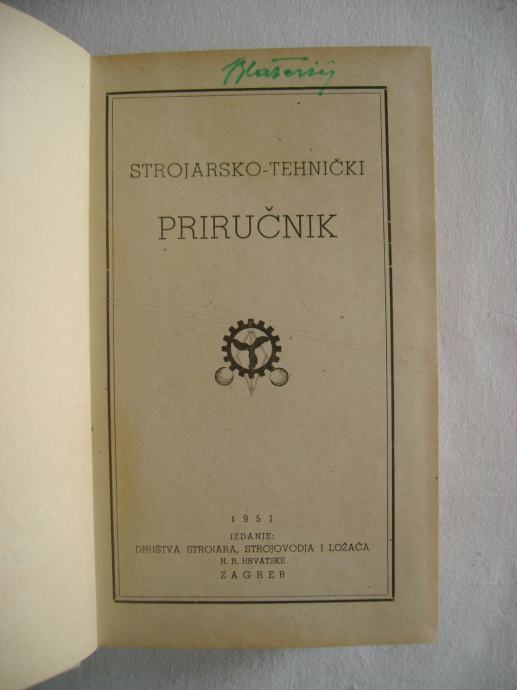 STROJARSKO-TEHNIČKI
PRIRUČNIK
1951
IZDANJE:
DRUŠTVA STROJARA, STROJOVODJA I LOŽAČA
N. R. HRVATSKE
ZAGREB